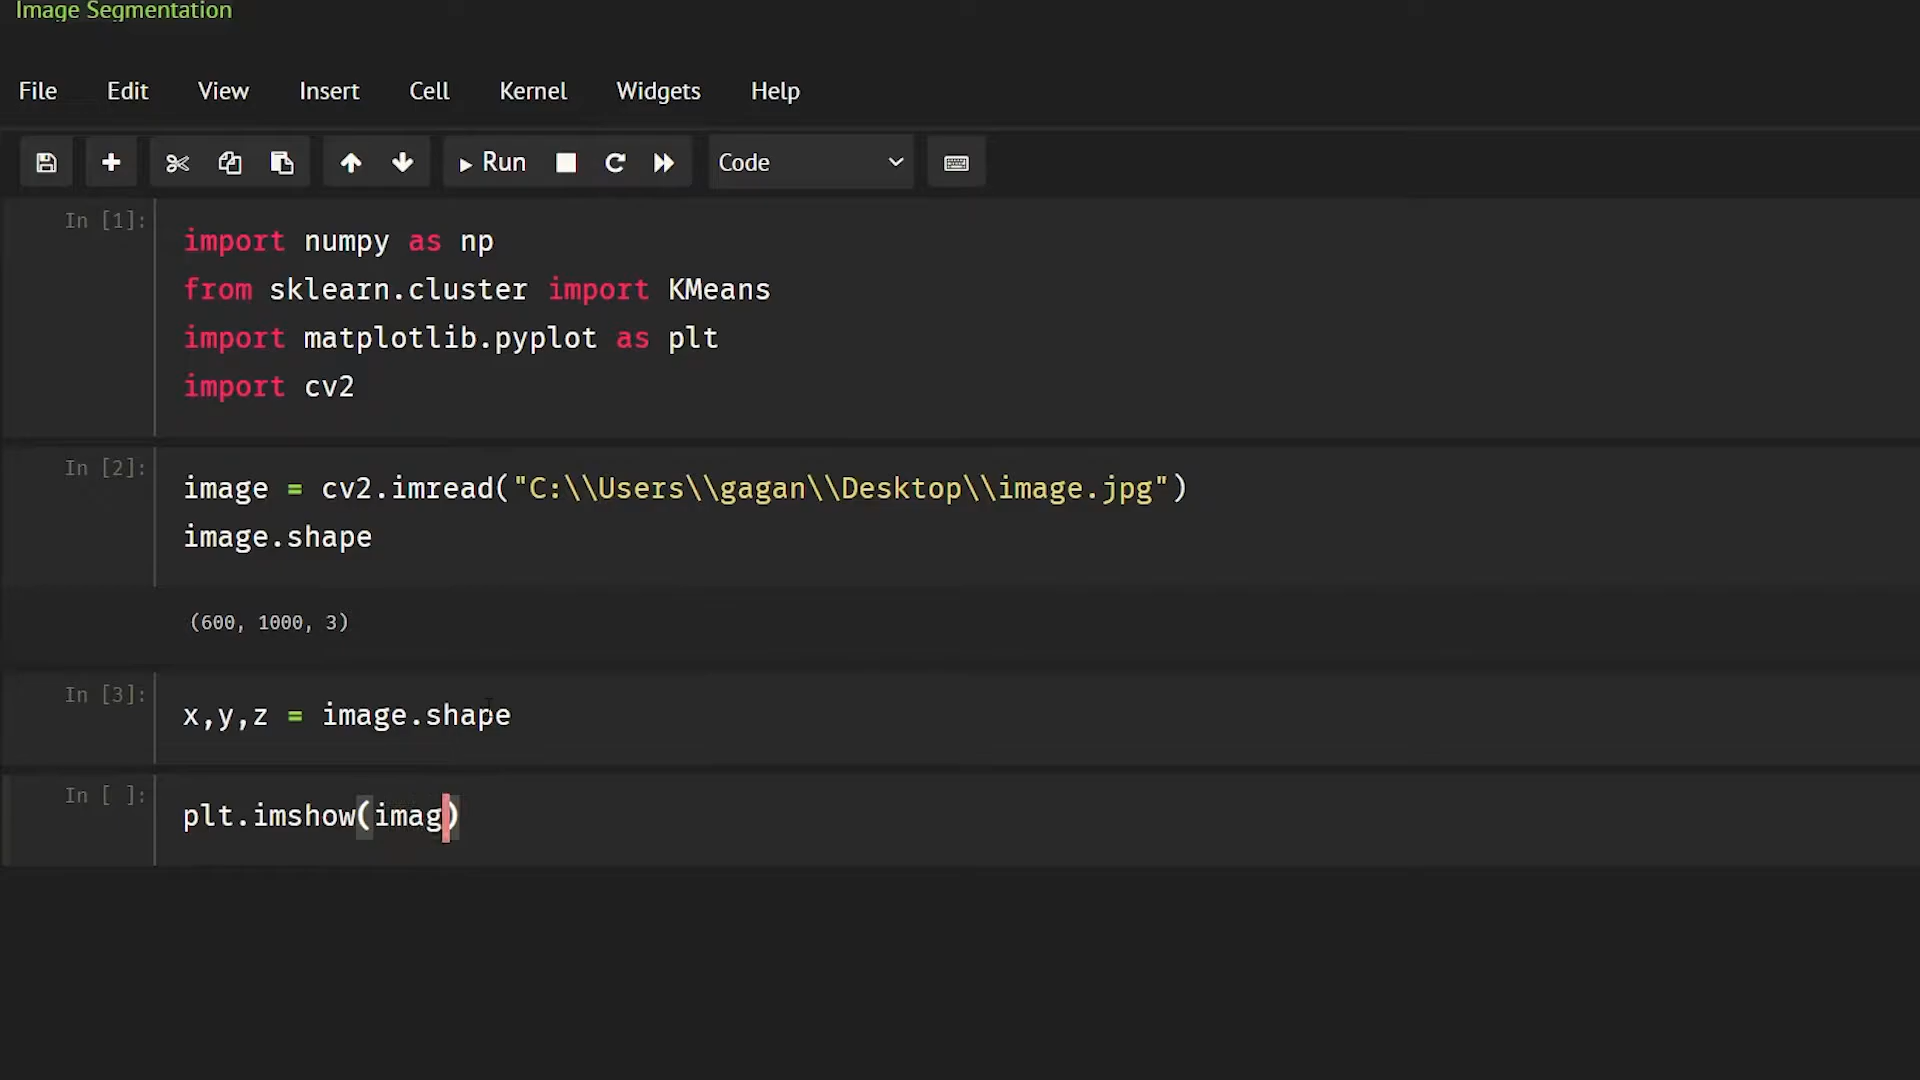 Image Segmentation
File Edit View Insert Cell Kernel Widgets Help
Run Code
In [1]:
import numpy as np
from sklearn.cluster import KMeans
import matplotlib.pyplot as plt
import cv2
In [2]:
image = cv2.imread("C:\\Users\\gagan\\Desktop\\image.jpg")
image.shape
(600, 1000, 3)
In [3]:
x,y,z = image.shape
In [ ]:
plt.imshow(imag)